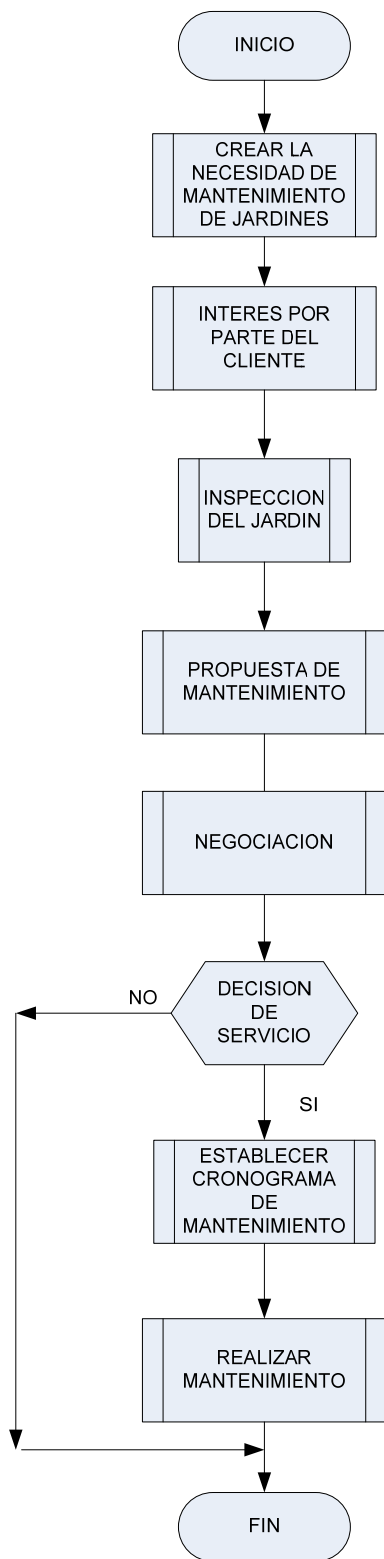 INICIO
CREAR LA
NECESIDAD DE
MANTENIMIENTO
DE JARDINES
INTERES POR
PARTE DEL
CLIENTE
INSPECCION
DEL JARDIN
PROPUESTA DE
MANTENIMIENTO
NEGOCIACION
NO
DECISION
DE
SERVICIO
SI
ESTABLECER
CRONOGRAMA
DE
MANTENIMIENTO
REALIZAR
MANTENIMIENTO
FIN